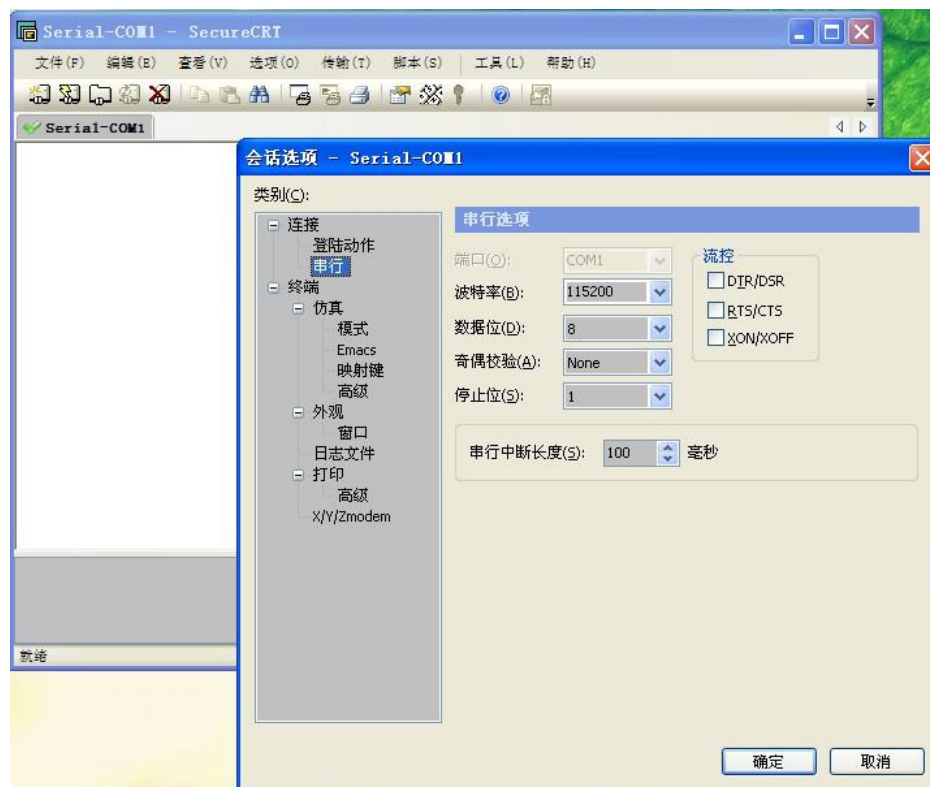 Serial-COM1 - SecureCRT
文件(F) 编辑(E) 查看(V) 选项(O) 传输(T) 脚本(S) 工具(L) 帮助(H)
Serial-COM1
会话选项 - Serial-COM1
类别(C):
连接
登陆动作
串行
终端
仿真
模式
Emacs
映射键
高级
外观
窗口
日志文件
打印
高级
X/Y/Zmodem
串行选项
端口(O): COM1
波特率(B): 115200
数据位(D): 8
奇偶校验(A): None
停止位(S): 1
流控
DTR/DSR
RTS/CTS
XON/XOFF
串行中断长度(S): 100 毫秒
就绪
确定 取消